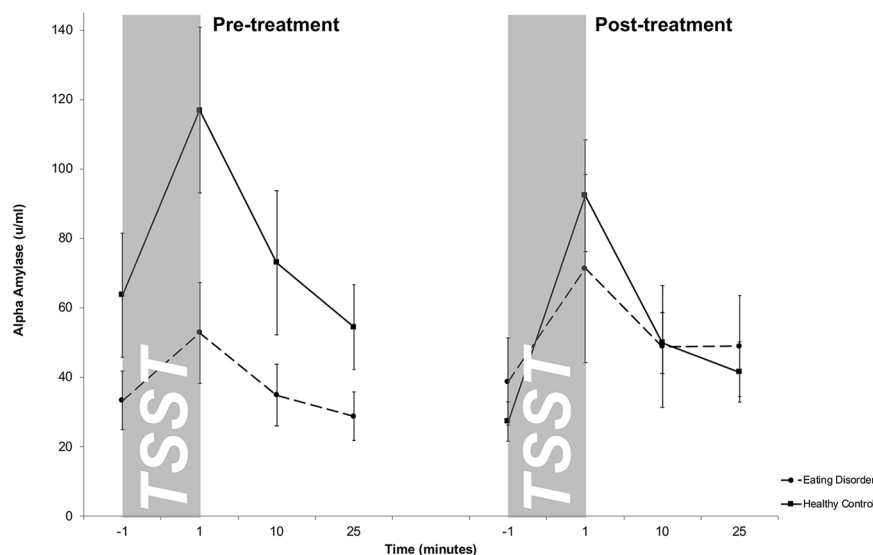 Pre-treatment
Post-treatment
140
120
100
80
60
40
20
0
Alpha Amylase (u/ml)
TSST
TSST
-1 1 10 25 -1 1 10 25
Time (minutes)
Eating Disorder
Healthy Control